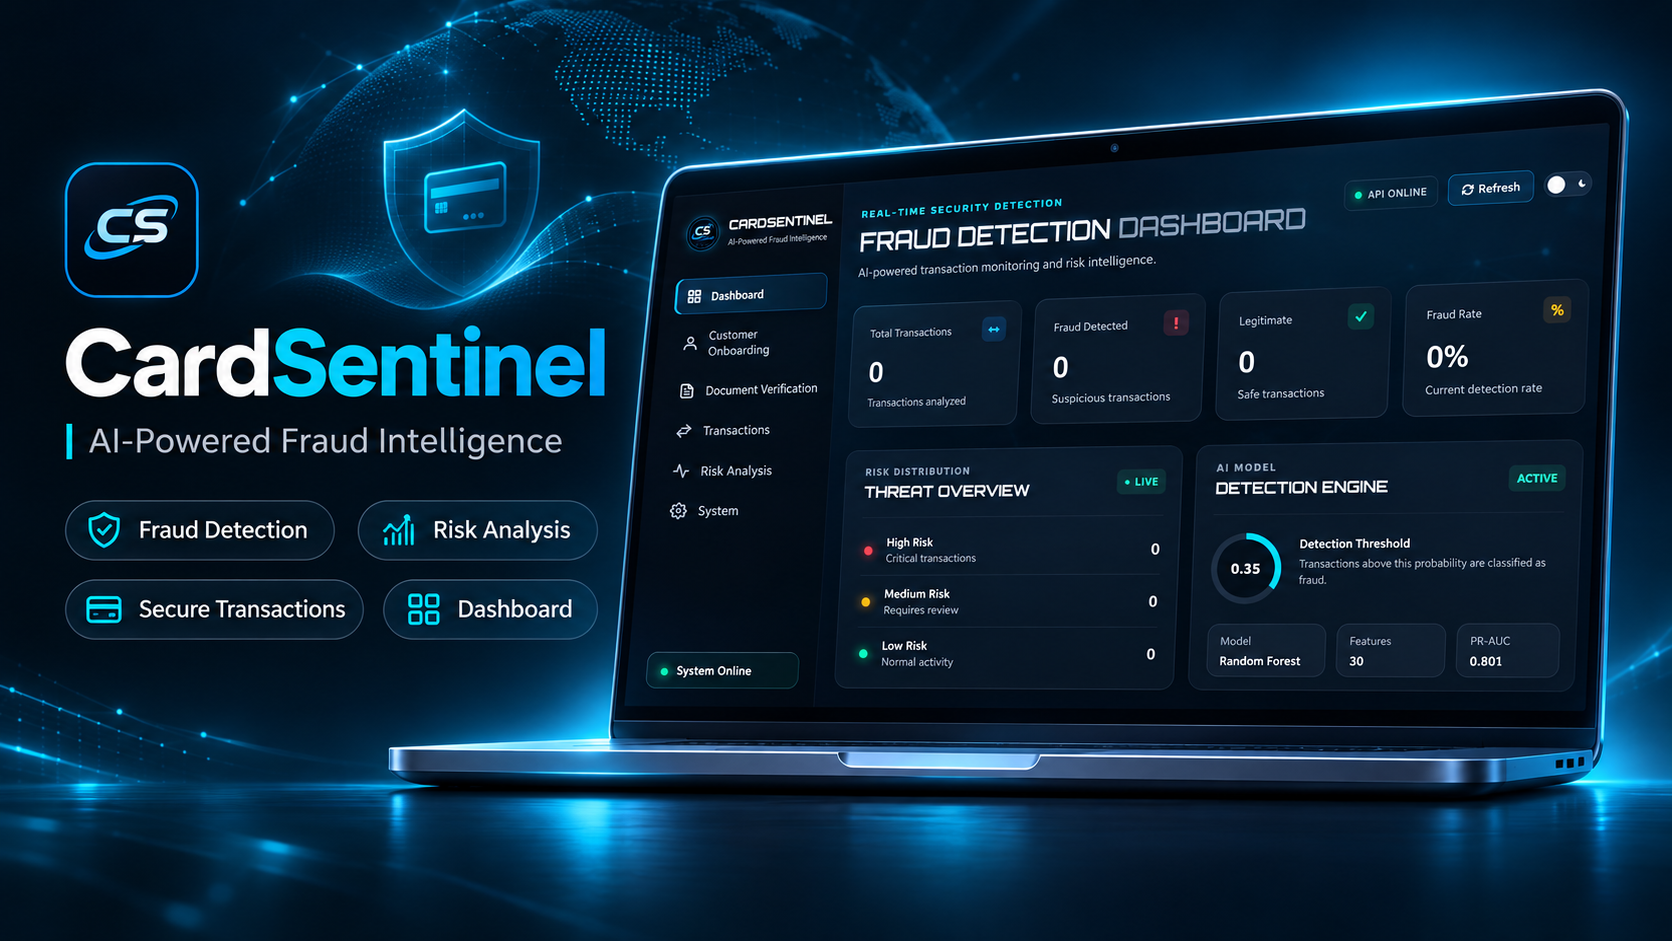 CS
CardSentinel
AI-Powered Fraud Intelligence
Fraud Detection
Risk Analysis
Secure Transactions
Dashboard
CS
CARDSENTINEL
AI-Powered Fraud Intelligence
Dashboard
Customer
Onboarding
Document Verification
Transactions
Risk Analysis
System
System Online
REAL-TIME SECURITY DETECTION
FRAUD DETECTION DASHBOARD
AI-powered transaction monitoring and risk intelligence.
API ONLINE
Refresh
Total Transactions
0
Transactions analyzed
Fraud Detected
!
0
Suspicious transactions
Legitimate
0
Safe transactions
Fraud Rate
%
0%
Current detection rate
RISK DISTRIBUTION
THREAT OVERVIEW
LIVE
High Risk
Critical transactions
0
Medium Risk
Requires review
0
Low Risk
Normal activity
0
AI MODEL
DETECTION ENGINE
ACTIVE
0.35
Detection Threshold
Transactions above this probability are classified as
fraud.
Model
Random Forest
Features
30
PR-AUC
0.801